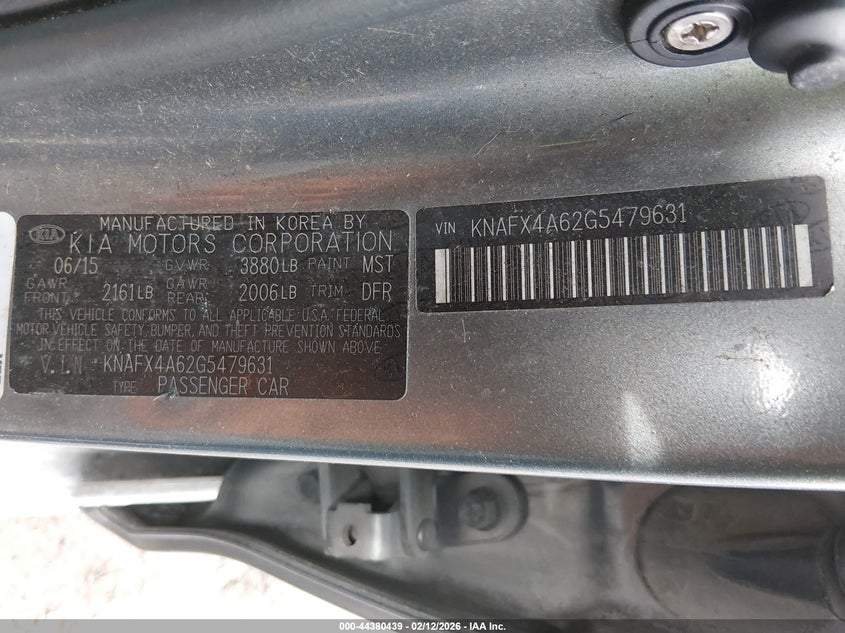 MANUFACTURED IN KOREA BY
KIA KIA MOTORS CORPORATION
06/15 GVWR 3880LB PAINT MST
GAWR FRONT 2161LB GAWR REAR 2006LB TRIM DFR
THIS VEHICLE CONFORMS TO ALL APPLICABLE U.S.A. FEDERAL
MOTOR VEHICLE SAFETY, BUMPER, AND THEFT PREVENTION STANDARDS
IN EFFECT ON THE DATE OF MANUFACTURE SHOWN ABOVE.
V.I.N KNAFX4A62G5479631
TYPE PASSENGER CAR
VIN KNAFX4A62G5479631
000-44380439 - 02/12/2026 - IAA, Inc.